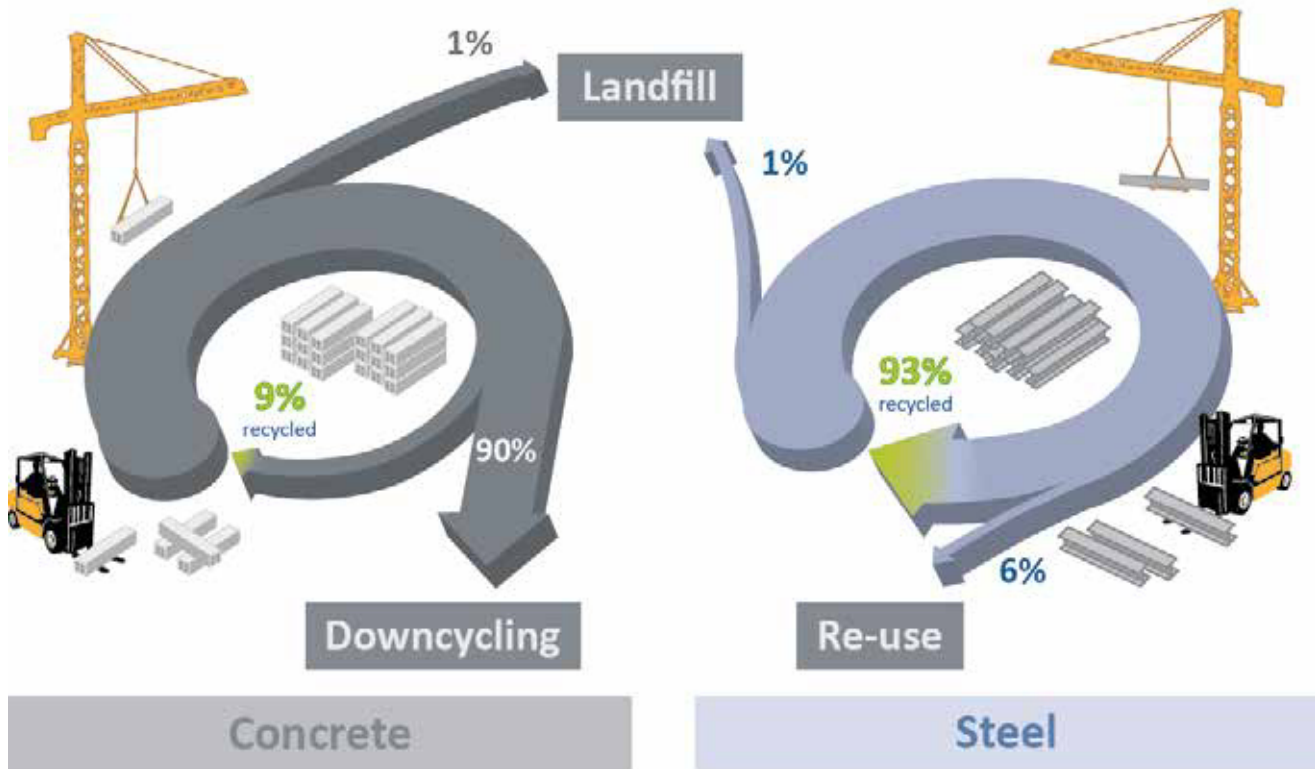 1%
Landfill
1%
93%
recycled
9%
recycled
90%
6%
Downcycling
Re-use
Concrete
Steel